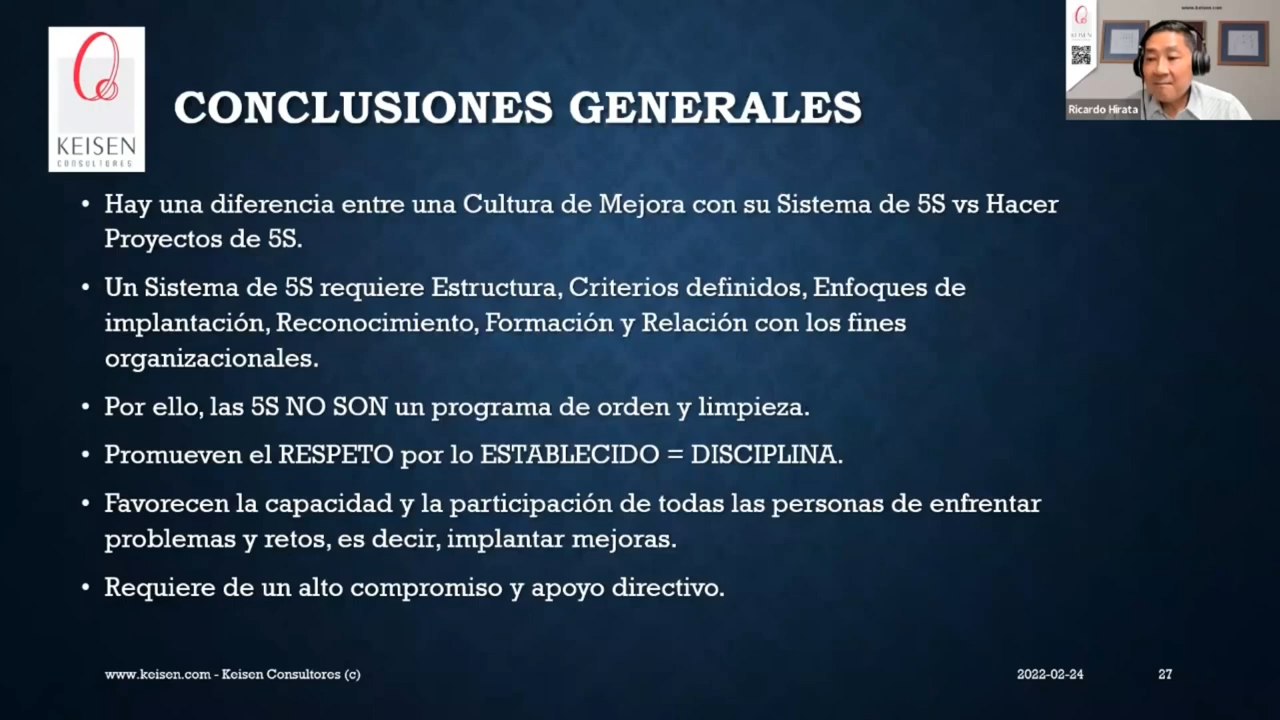 KEISEN
CONSULTORES
CONCLUSIONES GENERALES
www.keisen.com
KEISEN
Ricardo Hirata
• Hay una diferencia entre una Cultura de Mejora con su Sistema de 5S vs Hacer
Proyectos de 5S.
• Un Sistema de 5S requiere Estructura, Criterios definidos, Enfoques de
implantación, Reconocimiento, Formación y Relación con los fines
organizacionales.
• Por ello, las 5S NO SON un programa de orden y limpieza.
• Promueven el RESPETO por lo ESTABLECIDO = DISCIPLINA.
• Favorecen la capacidad y la participación de todas las personas de enfrentar
problemas y retos, es decir, implantar mejoras.
• Requiere de un alto compromiso y apoyo directivo.
www.keisen.com - Keisen Consultores (c)
2022-02-24
27